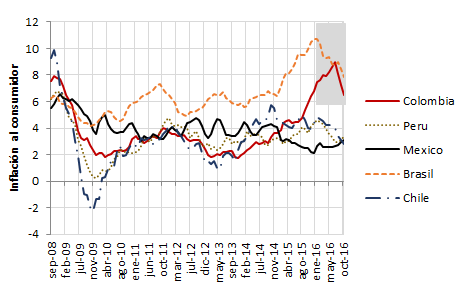 Inflación al consumidor
12
10
8
6
4
2
0
-2
-4
sep-08
feb-09
jul-09
nov-09
abr-10
ago-10
ene-11
jun-11
oct-11
mar-12
jul-12
dic-12
may-13
sep-13
feb-14
jun-14
nov-14
abr-15
ago-15
ene-16
may-16
oct-16
Colombia
Peru
Mexico
Brasil
Chile